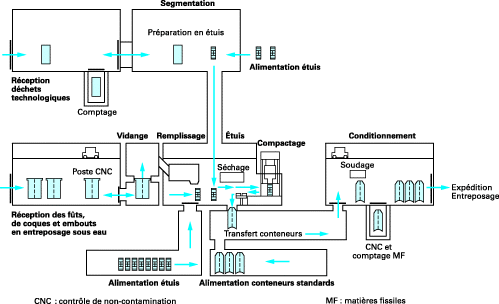 Segmentation
Préparation en étuis
Alimentation étuis
Réception
déchets
technologiques
Comptage
Vidange
Remplissage
Étuis
Compactage
Conditionnement
Poste CNC
Séchage
Soudage
Expédition
Entreposage
Réception des fûts,
de coques et embouts
en entreposage sous eau
Transfert conteneurs
CNC et
comptage MF
Alimentation étuis
Alimentation conteneurs standards
CNC : contrôle de non-contamination
MF : matières fissiles